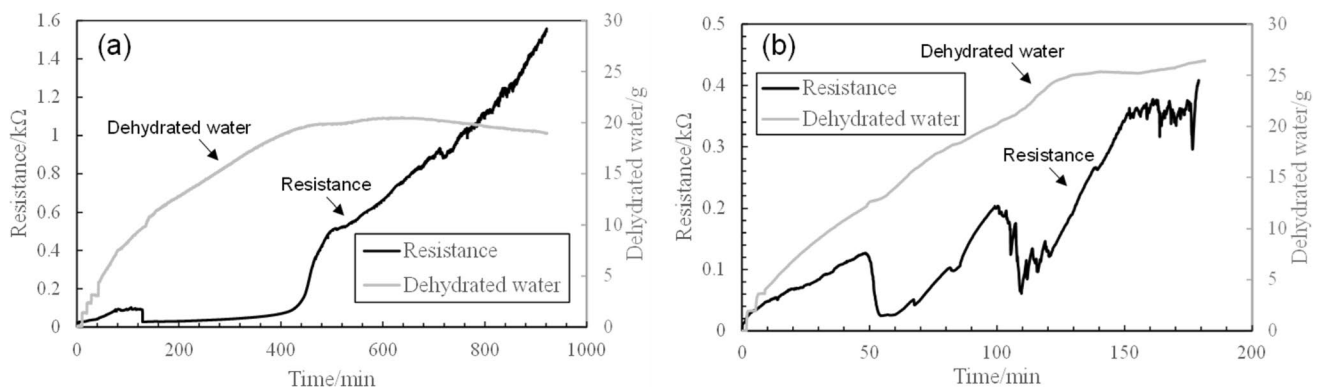 (a)
1.6
1.4
1.2
1
0.8
0.6
0.4
0.2
0
Resistance/kΩ
30
25
20
15
10
5
0
Dehydrated water/g
Dehydrated water
Resistance
Resistance
Dehydrated water
0 200 400 600 800 1000
Time/min
(b)
0.5
0.4
0.3
0.2
0.1
0
Resistance/kΩ
30
25
20
15
10
5
0
Dehydrated water/g
Dehydrated water
Resistance
Dehydrated water
Resistance
0 50 100 150 200
Time/min